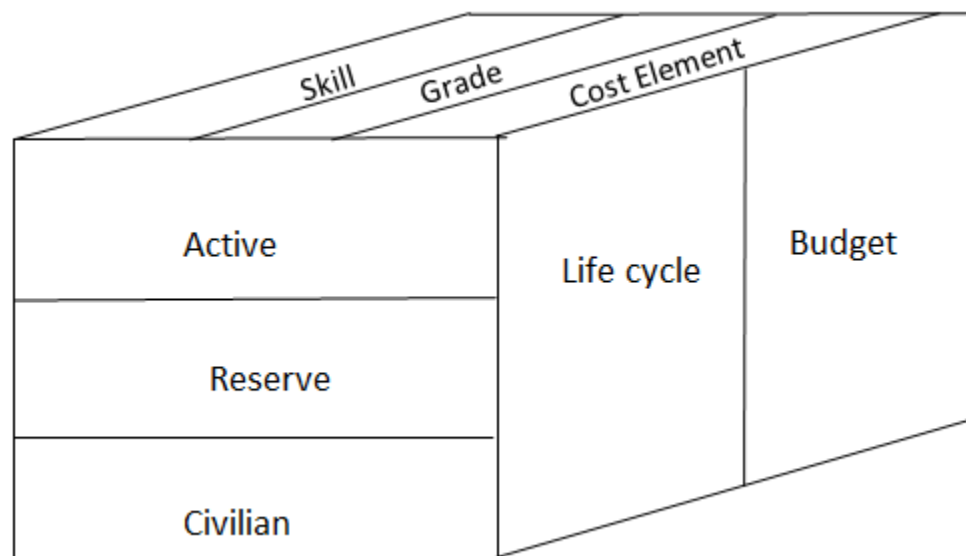 Skill
Grade
Cost Element
Active
Reserve
Civilian
Life cycle
Budget